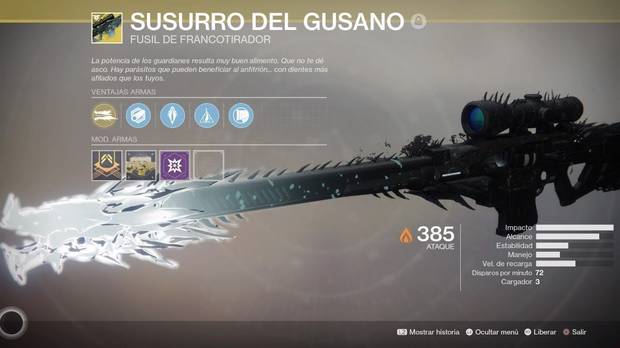 SUSURRO DEL GUSANO
FUSIL DE FRANCOTIRADOR
La potencia de los guardianes resulta muy buen alimento. Que no te dé
asco. Hay parásitos que pueden beneficiar al anfitrión... con dientes más
afilados que los tuyos.
VENTAJAS ARMAS
MOD. ARMAS
385
ATAQUE
Impacto
Alcance
Estabilidad
Manejo
Vel. de recarga
Disparos por minuto 72
Cargador 3
L2 Mostrar historia
Ocultar menú
Liberar
Salir